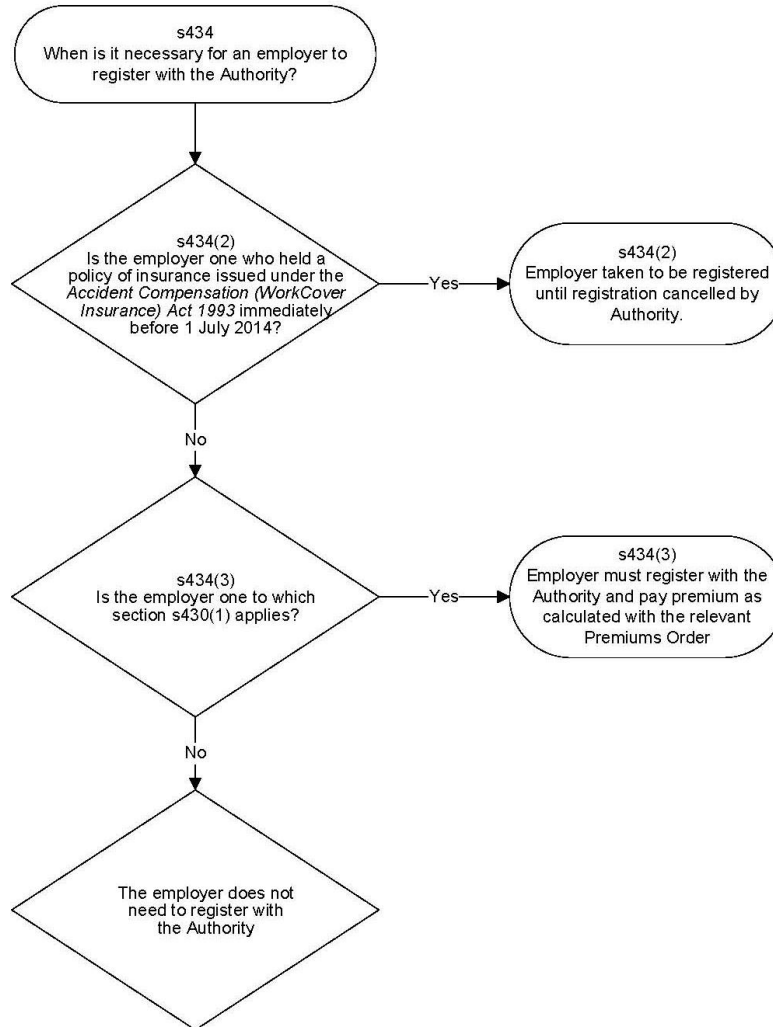 s434
When is it necessary for an employer to
register with the Authority?
s434(2)
Is the employer one who held a
policy of insurance issued under the
Accident Compensation (WorkCover
Insurance) Act 1993 immediately
before 1 July 2014?
Yes
s434(2)
Employer taken to be registered
until registration cancelled by
Authority.
No
s434(3)
Is the employer one to which
section s430(1) applies?
Yes
s434(3)
Employer must register with the
Authority and pay premium as
calculated with the relevant
Premiums Order
No
The employer does not
need to register with
the Authority